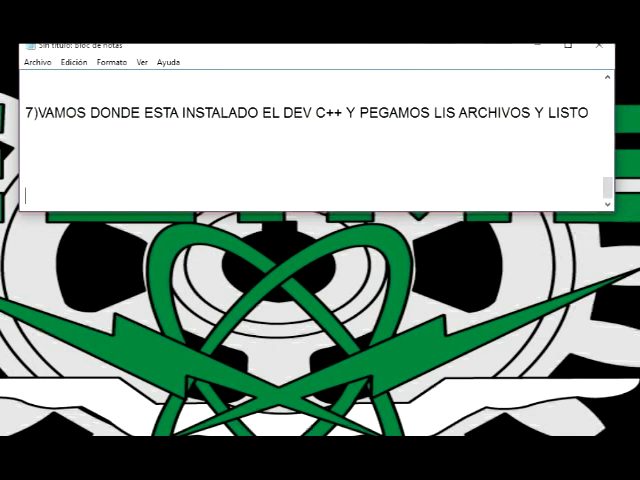 Sin título: Bloc de notas
Archivo Edición Formato Ver Ayuda
7)VAMOS DONDE ESTA INSTALADO EL DEV C++ Y PEGAMOS LIS ARCHIVOS Y LISTO